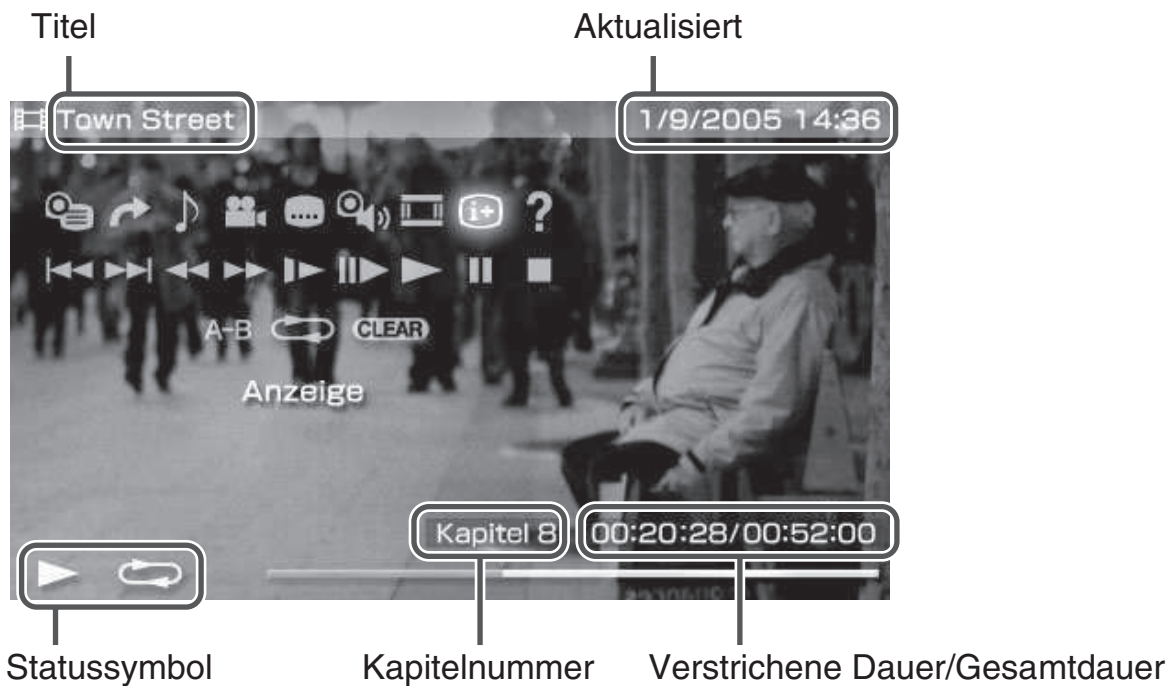 Titel
Aktualisiert
Town Street
1/9/2005 14:36
i+ ?
A-B CLEAR
Anzeige
Kapitel 8
00:20:28/00:52:00
Statussymbol
Kapitelnummer
Verstrichene Dauer/Gesamtdauer